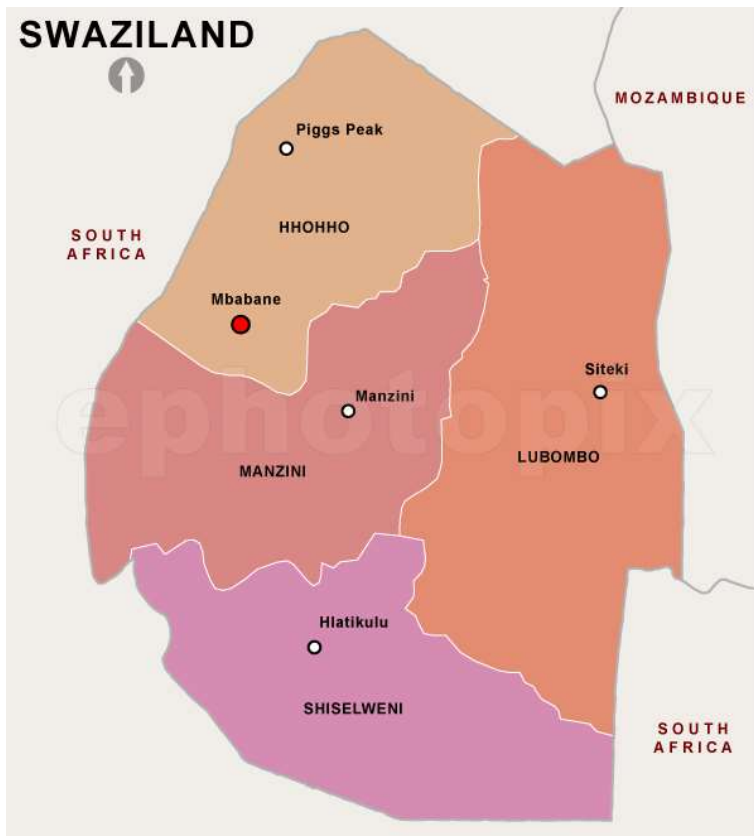 SWAZILAND
MOZAMBIQUE
Piggs Peak
HHOHHO
SOUTH
AFRICA
Mbabane
Siteki
Manzini
ephotopix
LUBOMBO
MANZINI
Hlatikulu
SHISELWENI
SOUTH
AFRICA